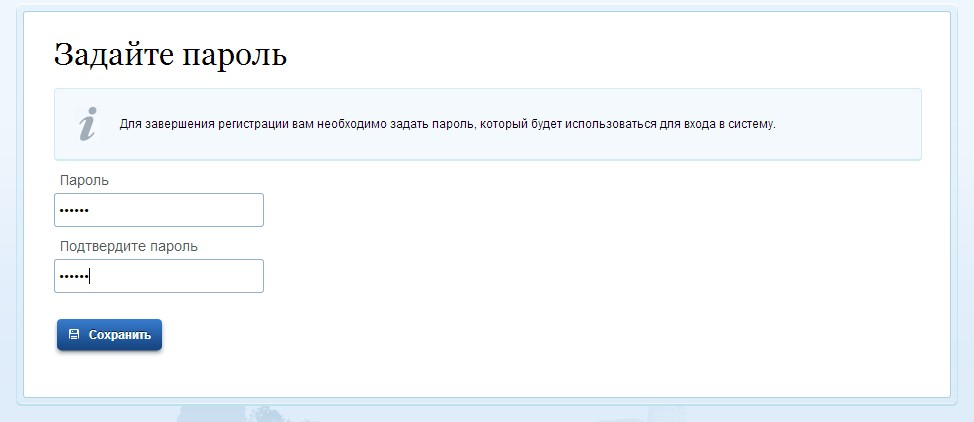 Задайте пароль
Для завершения регистрации вам необходимо задать пароль, который будет использоваться для входа в систему.
Пароль
••••••
Подтвердите пароль
••••••
Сохранить